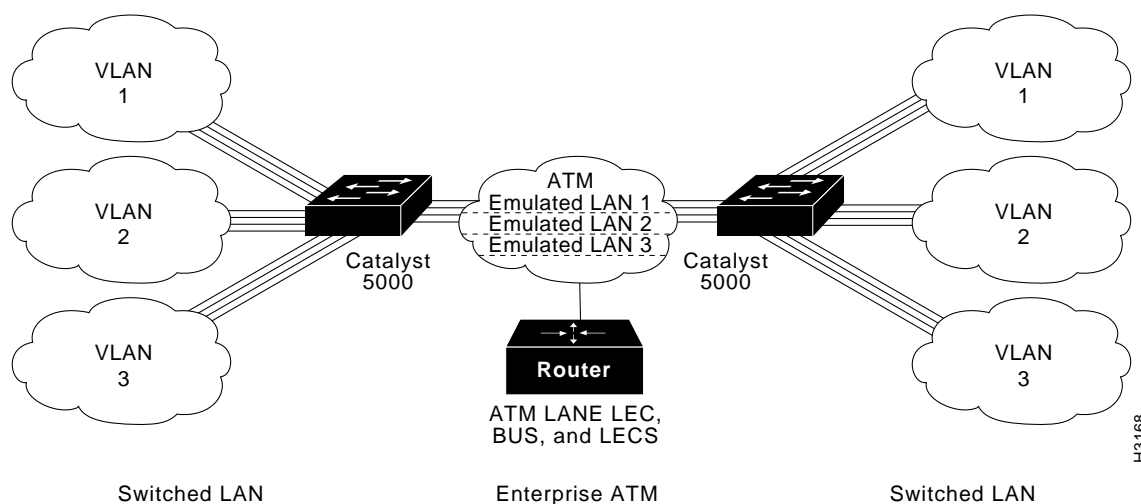 VLAN
1
VLAN
2
VLAN
3
Catalyst
5000
ATM
Emulated LAN 1
Emulated LAN 2
Emulated LAN 3
Catalyst
5000
VLAN
1
VLAN
2
VLAN
3
Router
ATM LANE LEC,
BUS, and LECS
H3168
Switched LAN
Enterprise ATM
Switched LAN